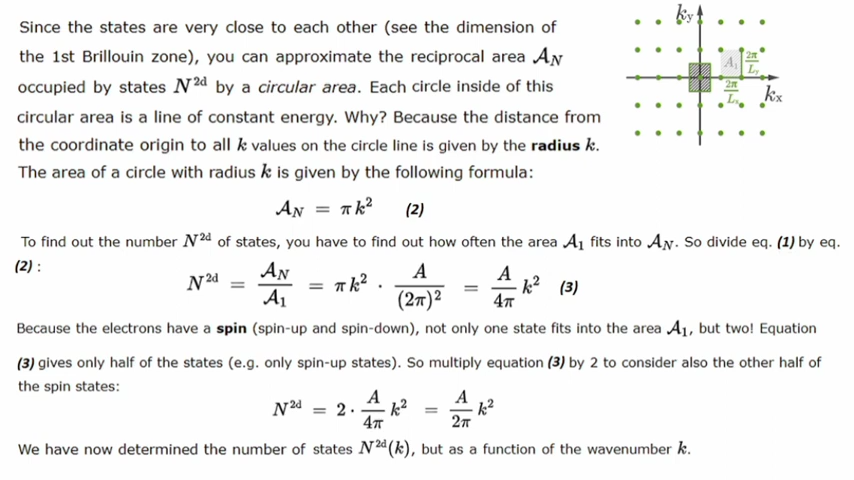 Since the states are very close to each other (see the dimension of
the 1st Brillouin zone), you can approximate the reciprocal area A_N
occupied by states N^{2d} by a circular area. Each circle inside of this
circular area is a line of constant energy. Why? Because the distance from
the coordinate origin to all k values on the circle line is given by the radius k.
The area of a circle with radius k is given by the following formula:
k_y
A_1
2π/L_y
2π/L_x
k_x
A_N = π k^2 (2)
To find out the number N^{2d} of states, you have to find out how often the area A_1 fits into A_N. So divide eq. (1) by eq.
(2) :
N^{2d} = A_N/A_1 = π k^2 · A/(2π)^2 = A/4π k^2 (3)
Because the electrons have a spin (spin-up and spin-down), not only one state fits into the area A_1, but two! Equation
(3) gives only half of the states (e.g. only spin-up states). So multiply equation (3) by 2 to consider also the other half of
the spin states:
N^{2d} = 2 · A/4π k^2 = A/2π k^2
We have now determined the number of states N^{2d}(k), but as a function of the wavenumber k.